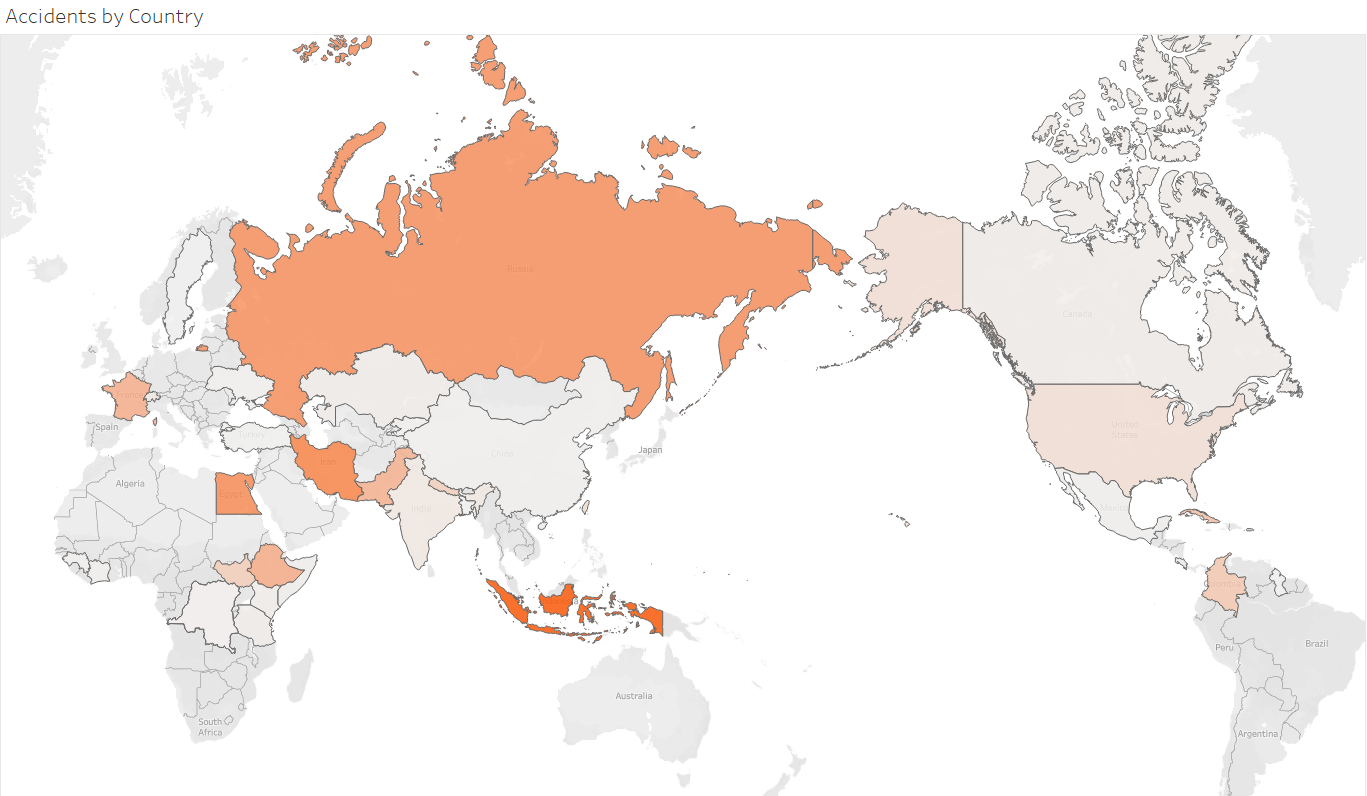 Accidents by Country
Russia
Canada
France
Spain
Turkey
Iran
China
Japan
United
States
Algeria
Egypt
India
Mexico
Colombia
Peru
Brazil
Australia
South
Africa
Argentina